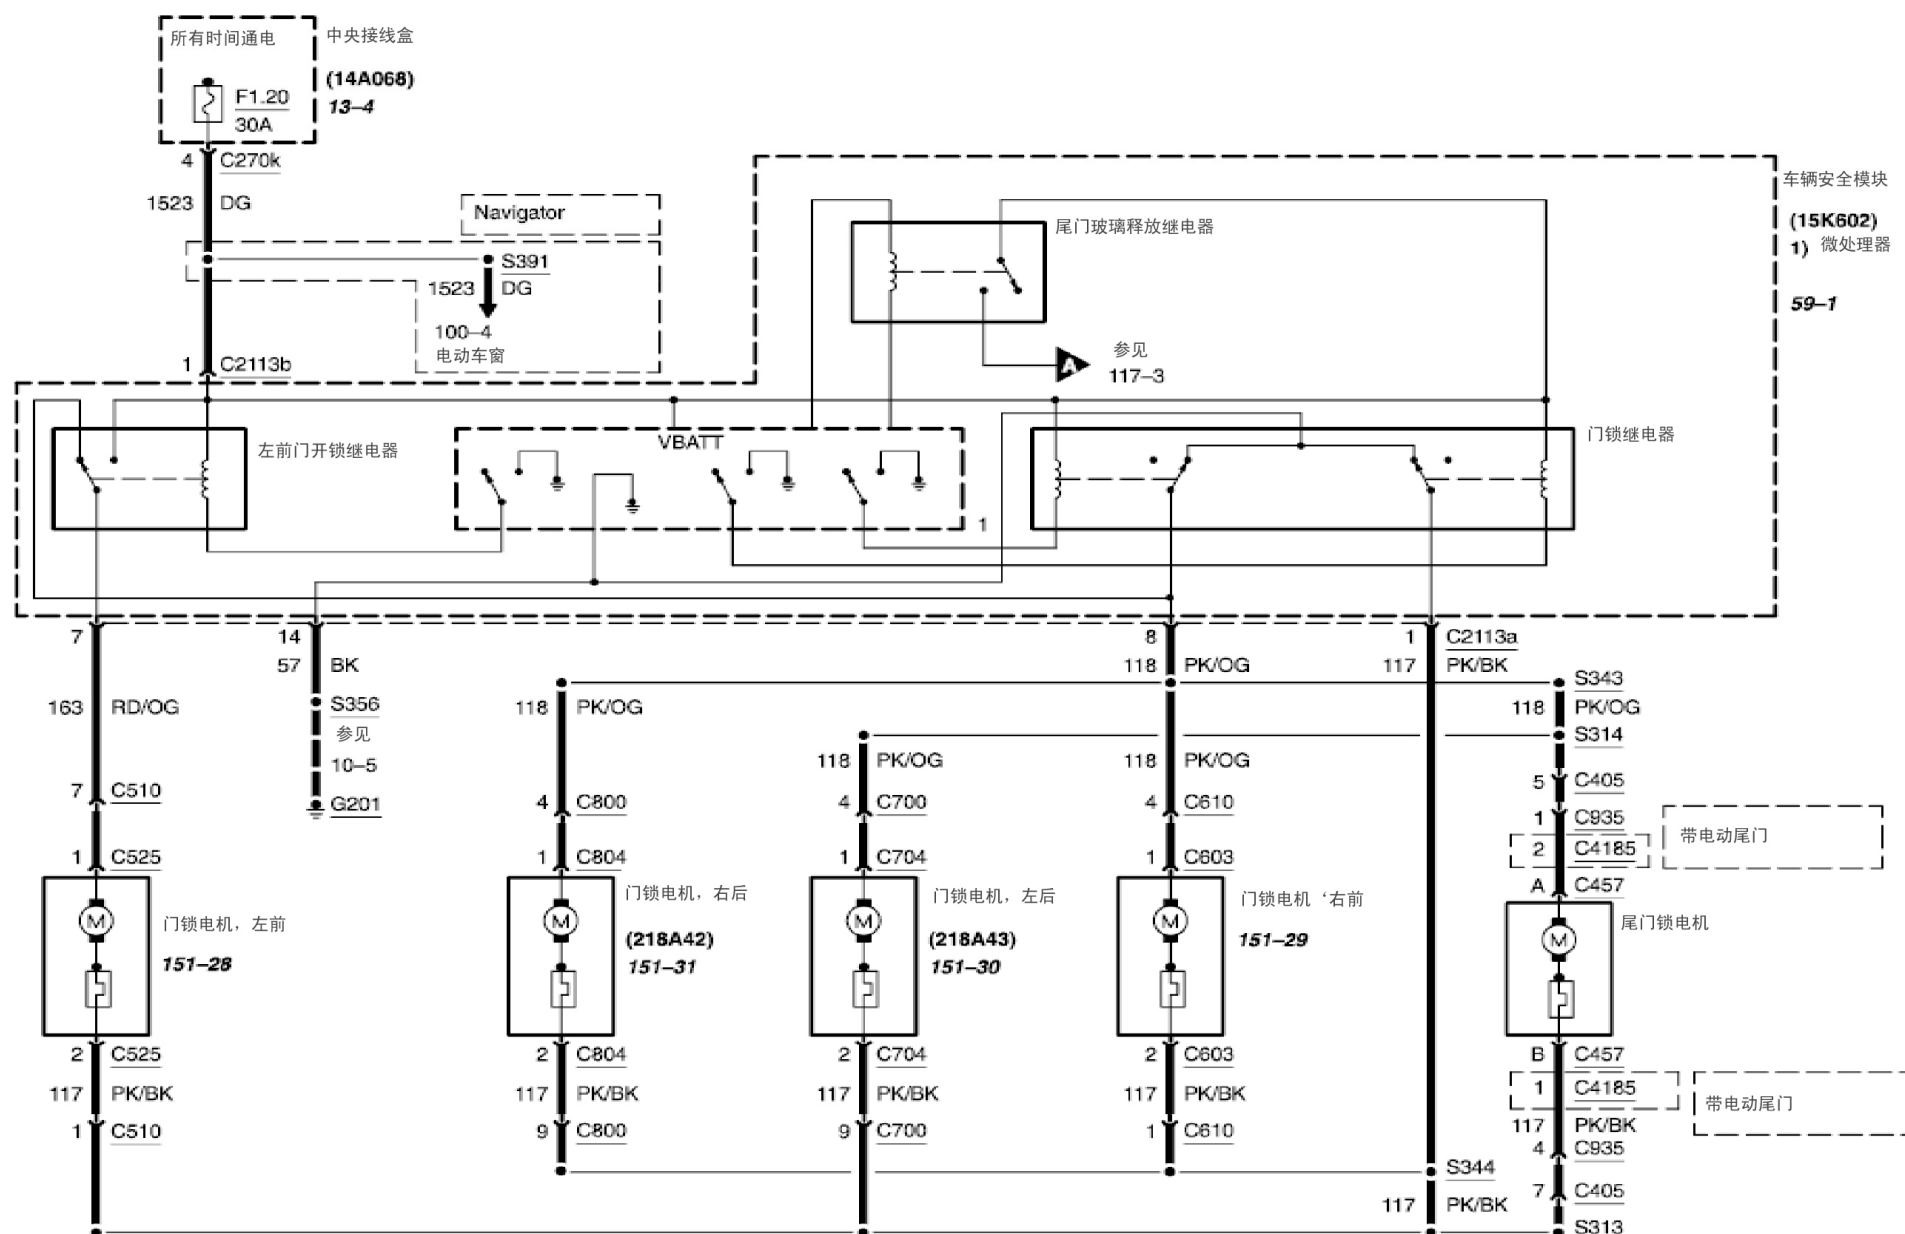 所有时间通电
中央接线盒
(14A068)
13–4
F1.20
30A
4 C270k
1523 DG
Navigator
S391
1523 DG
100–4
电动车窗
1 C2113b
车辆安全模块
(15K602)
1) 微处理器
59–1
尾门玻璃释放继电器
A
参见
117–3
左前门开锁继电器
VBATT
1
门锁继电器
7
14
8
1 C2113a
57 BK
118 PK/OG
117 PK/BK
163 RD/OG
S356
参见
10–5
G201
118 PK/OG
S343
118 PK/OG
S314
118 PK/OG
118 PK/OG
7 C510
4 C800
4 C700
4 C610
5 C405
1 C935
2 C4185
带电动尾门
1 C525
1 C804
1 C704
1 C603
A C457
M
门锁电机，左前
151–28
M
门锁电机，右后
(218A42)
151–31
M
门锁电机，左后
(218A43)
151–30
M
门锁电机‘右前
151–29
M
尾门锁电机
2 C525
2 C804
2 C704
2 C603
B C457
1 C4185
带电动尾门
117 PK/BK
117 PK/BK
117 PK/BK
117 PK/BK
117 PK/BK
1 C510
9 C800
9 C700
1 C610
4 C935
S344
117 PK/BK
7 C405
S313